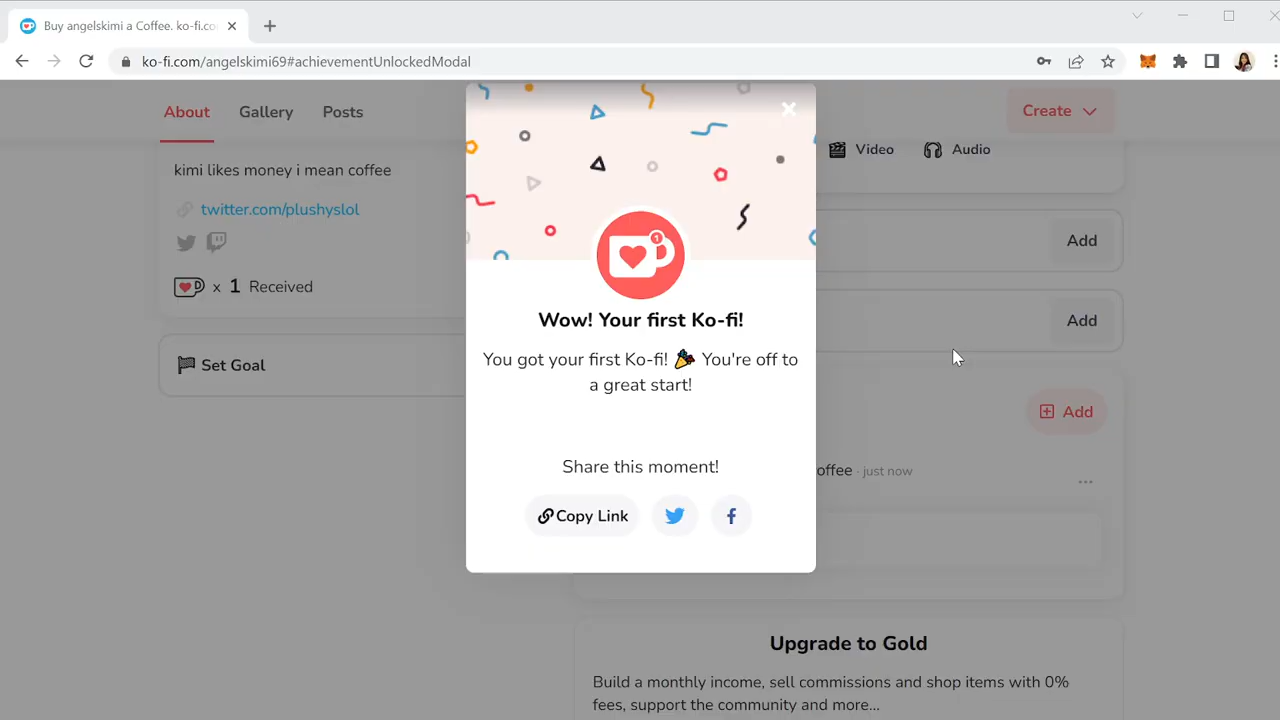 Buy angelskimi a Coffee. ko-fi.co
ko-fi.com/angelskimi69#achievementUnlockedModal
About Gallery Posts
Create
kimi likes money i mean coffee
twitter.com/plushyslol
x 1 Received
Set Goal
Video Audio
Add
Add
Add
offee · just now
Wow! Your first Ko-fi!
You got your first Ko-fi! 🎉 You're off to
a great start!
Share this moment!
Copy Link
Upgrade to Gold
Build a monthly income, sell commissions and shop items with 0%
fees, support the community and more...